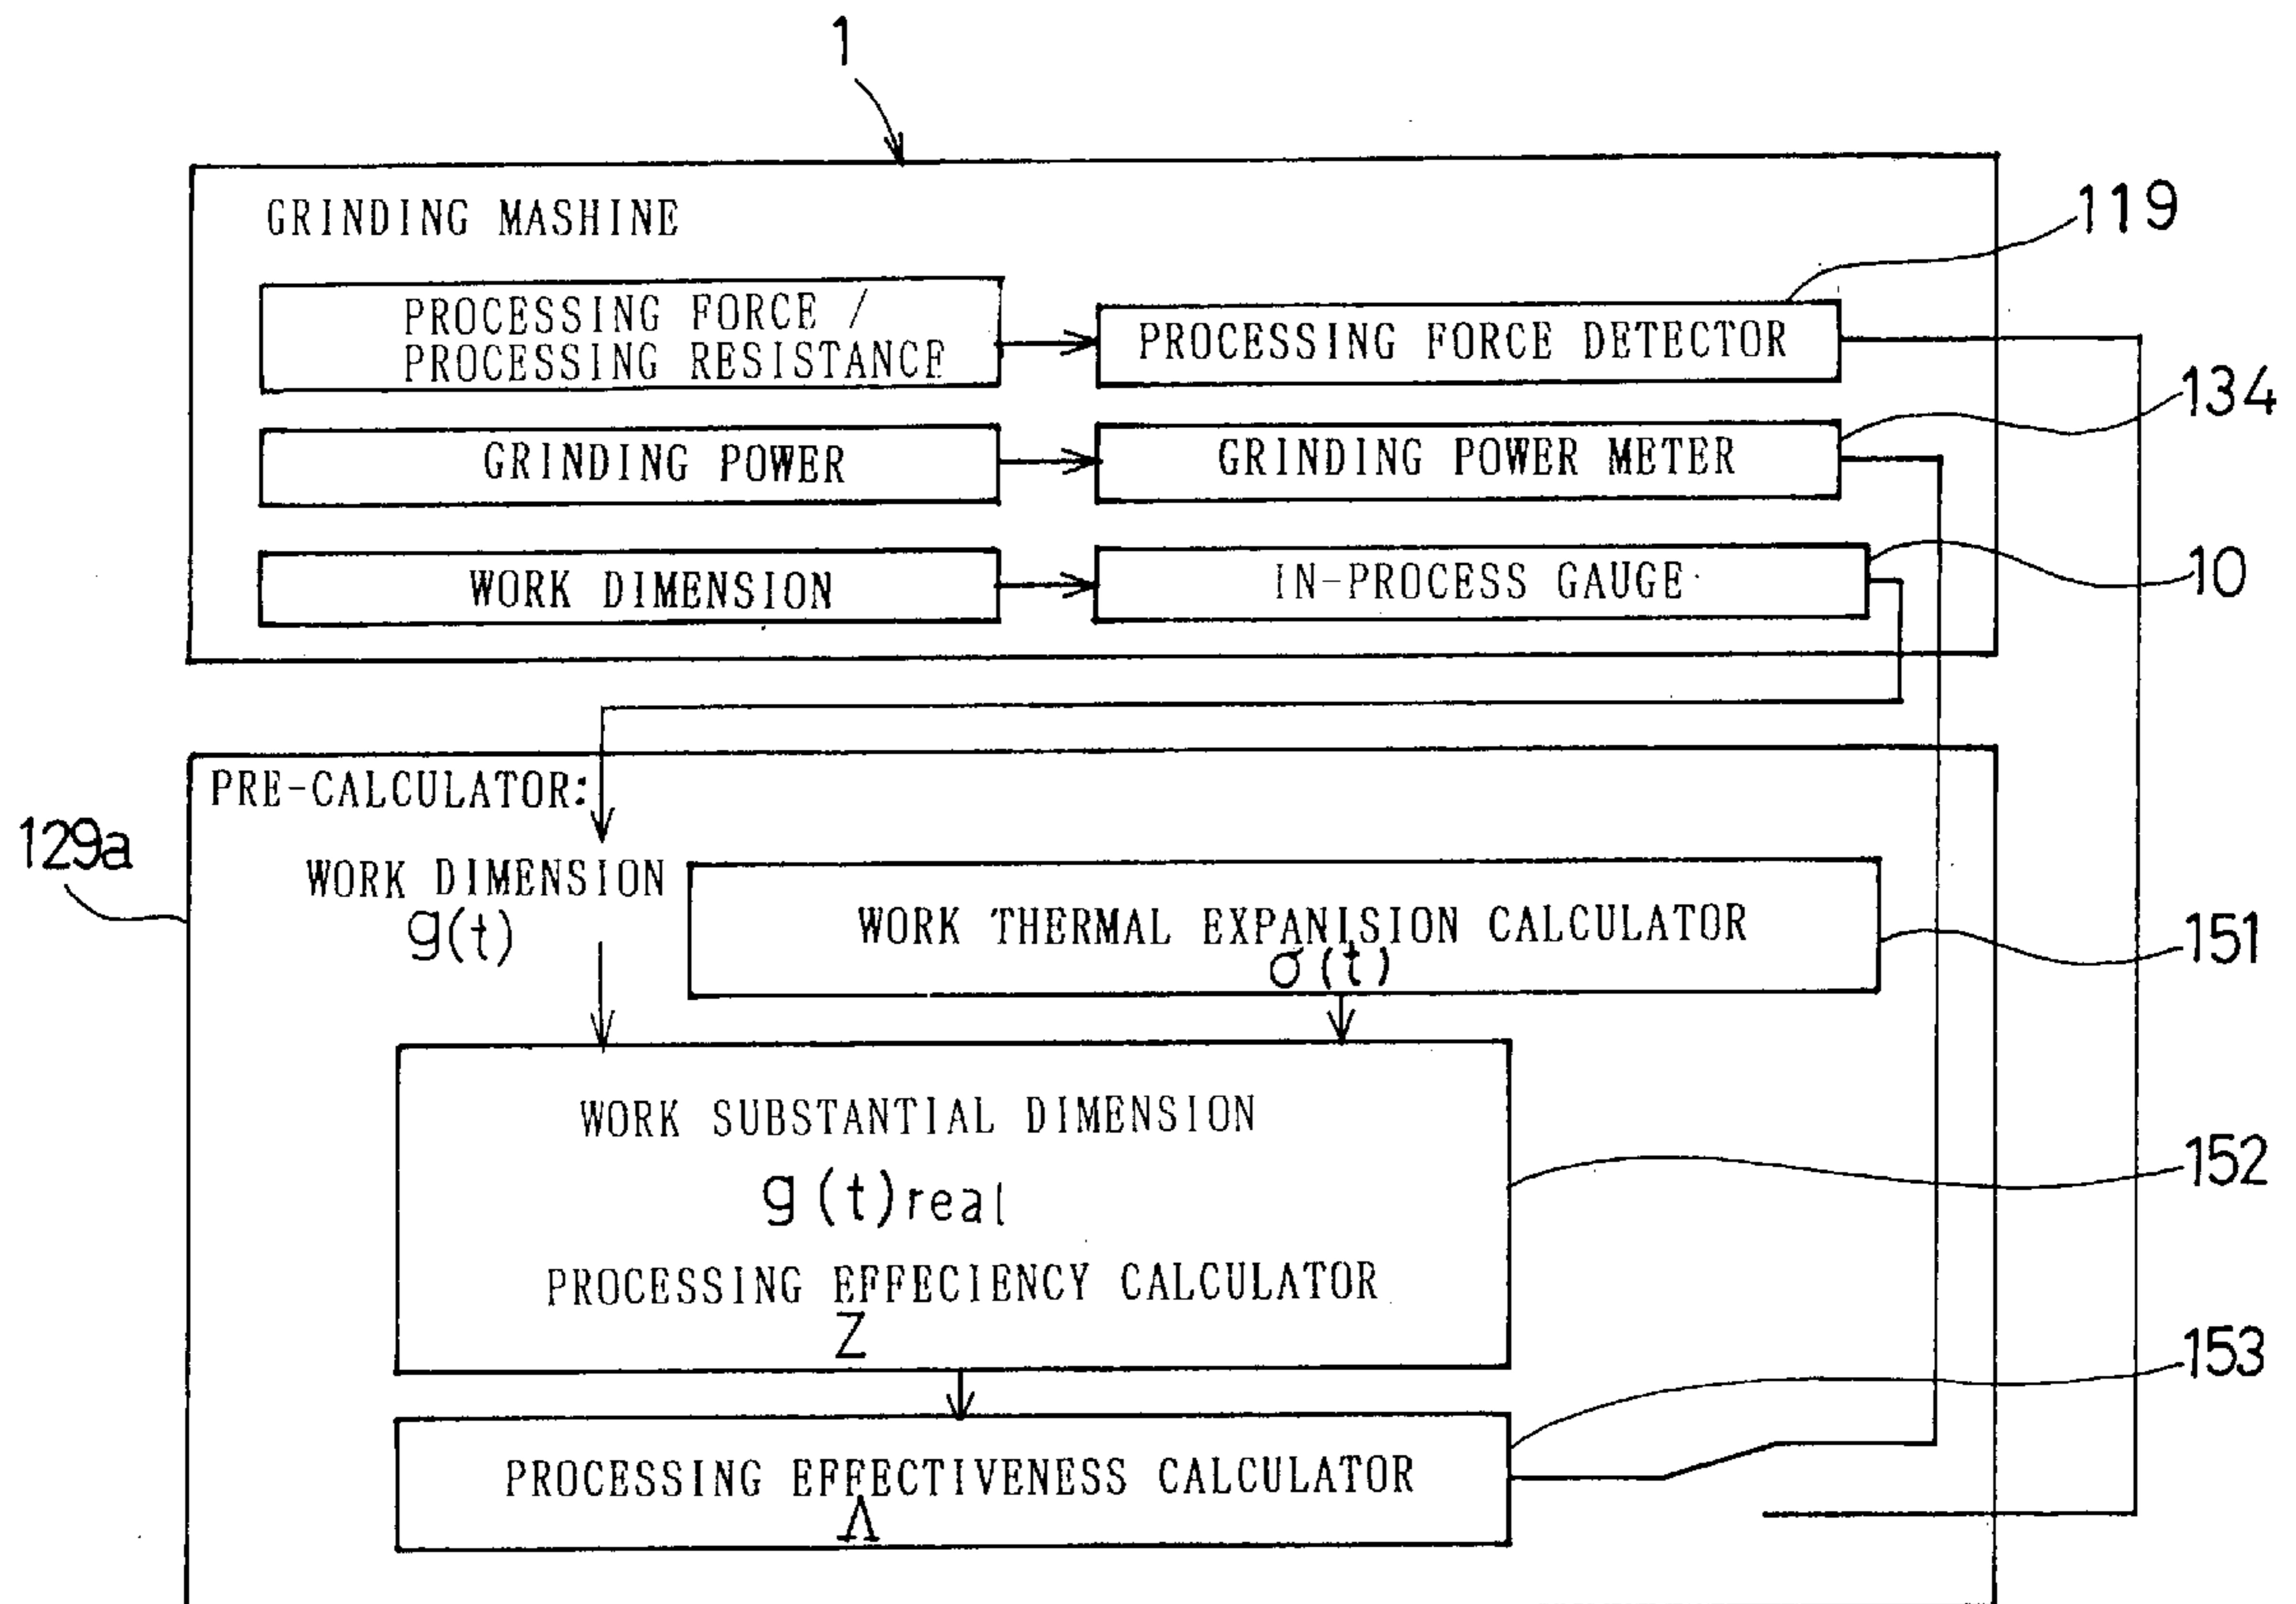 1
GRINDING MASHINE
119
PROCESSING FORCE /
PROCESSING RESISTANCE
PROCESSING FORCE DETECTOR
134
GRINDING POWER
GRINDING POWER METER
10
WORK DIMENSION
IN-PROCESS GAUGE
PRE-CALCULATOR:
129a
WORK DIMENSION
g(t)
WORK THERMAL EXPANISION CALCULATOR
σ(t)
151
WORK SUBSTANTIAL DIMENSION
g(t)real
152
PROCESSING EFFECIENCY CALCULATOR
Z
153
PROCESSING EFFECTIVENESS CALCULATOR
Λ